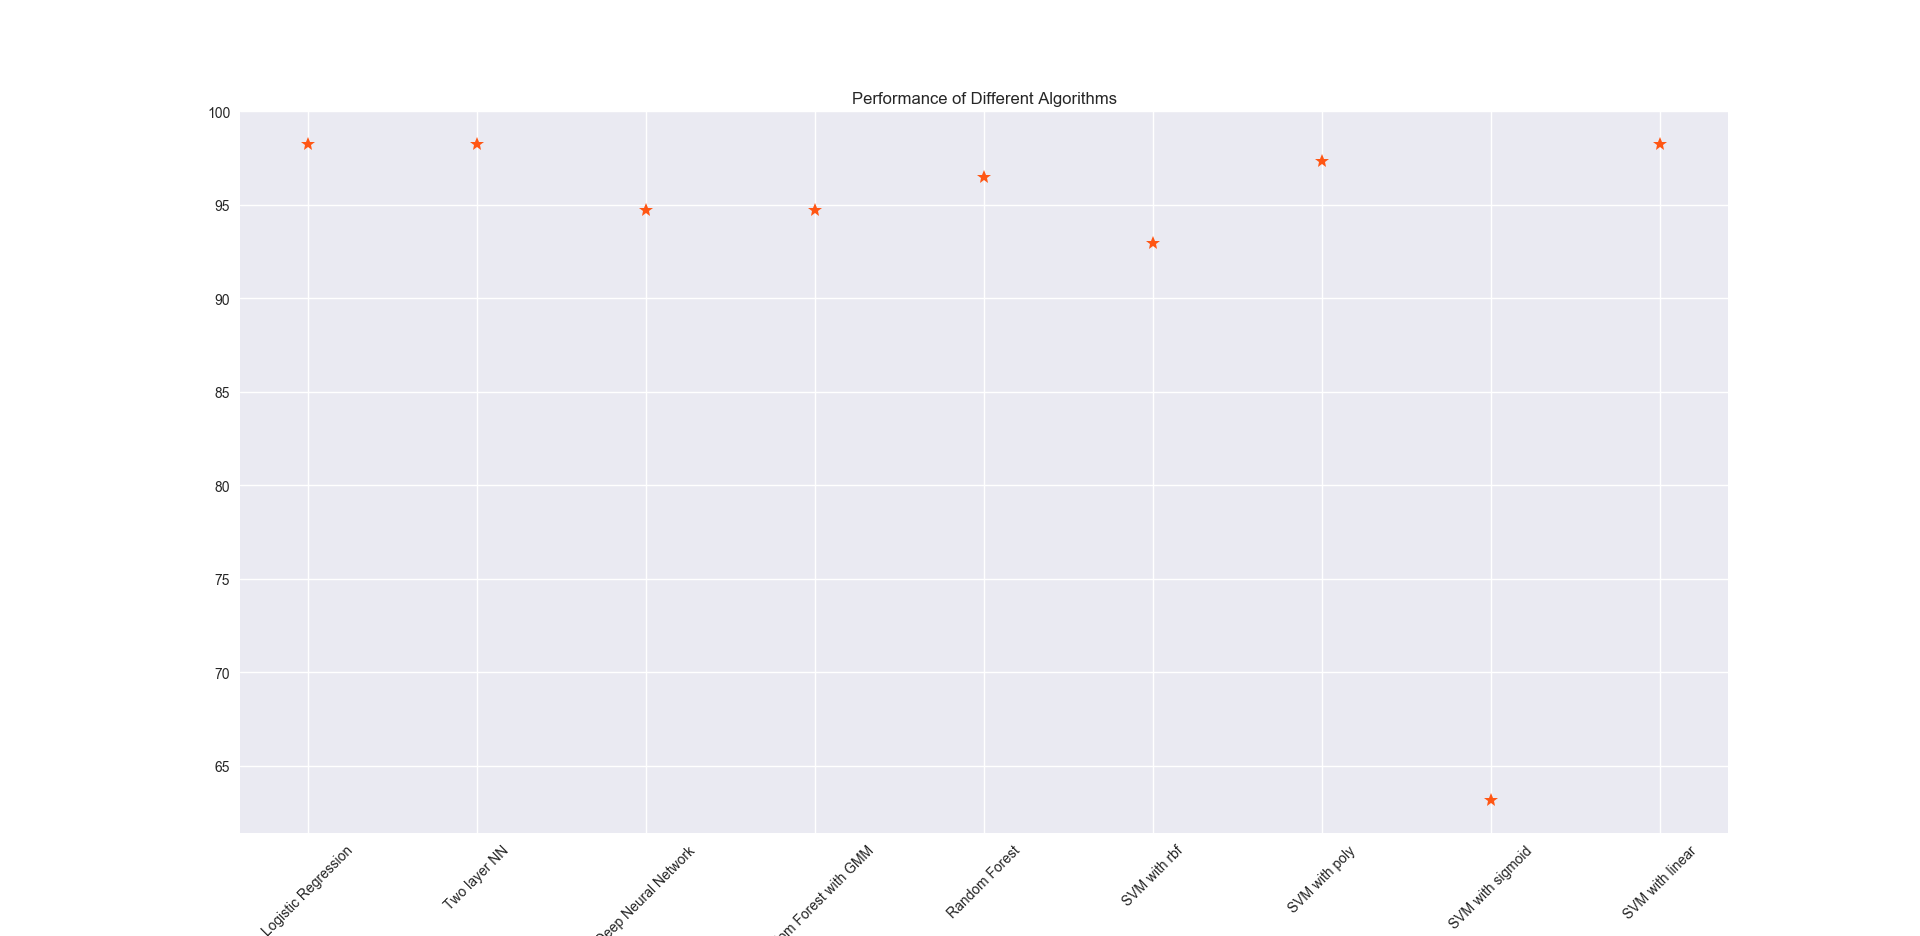 Performance of Different Algorithms
100
95
90
85
80
75
70
65
Logistic Regression
Two layer NN
Deep Neural Network
Forest with GMM
Random Forest
SVM with rbf
SVM with poly
SVM with sigmoid
SVM with linear